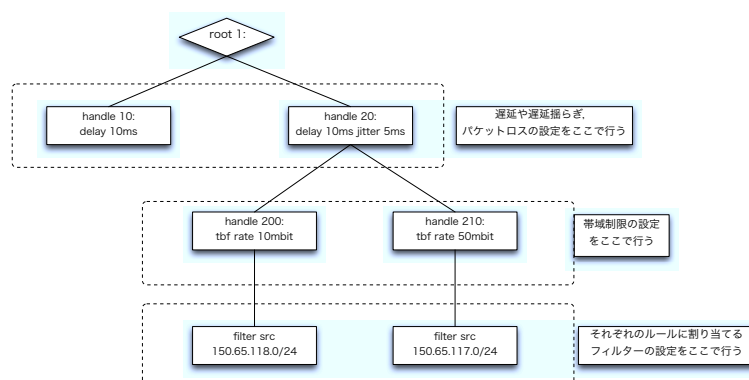 root 1:
handle 10:
delay 10ms
handle 20:
delay 10ms jitter 5ms
遅延や遅延揺らぎ,
パケットロスの設定をここで行う
handle 200:
tbf rate 10mbit
handle 210:
tbf rate 50mbit
帯域制限の設定
をここで行う
filter src
150.65.118.0/24
filter src
150.65.117.0/24
それぞれのルールに割り当てる
フィルターの設定をここで行う